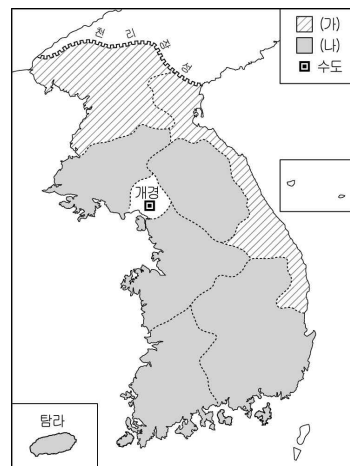 천 리 장 성
(가)
(나)
수도
개경
탐라